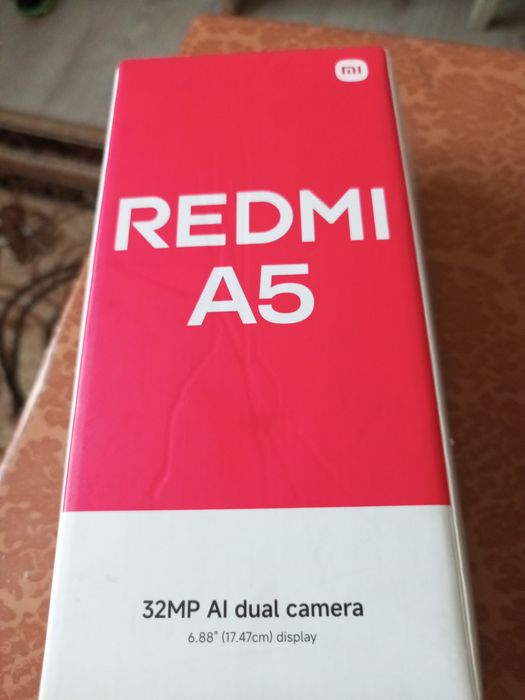 mi
REDMI
A5
32MP AI dual camera
6.88" (17.47cm) display